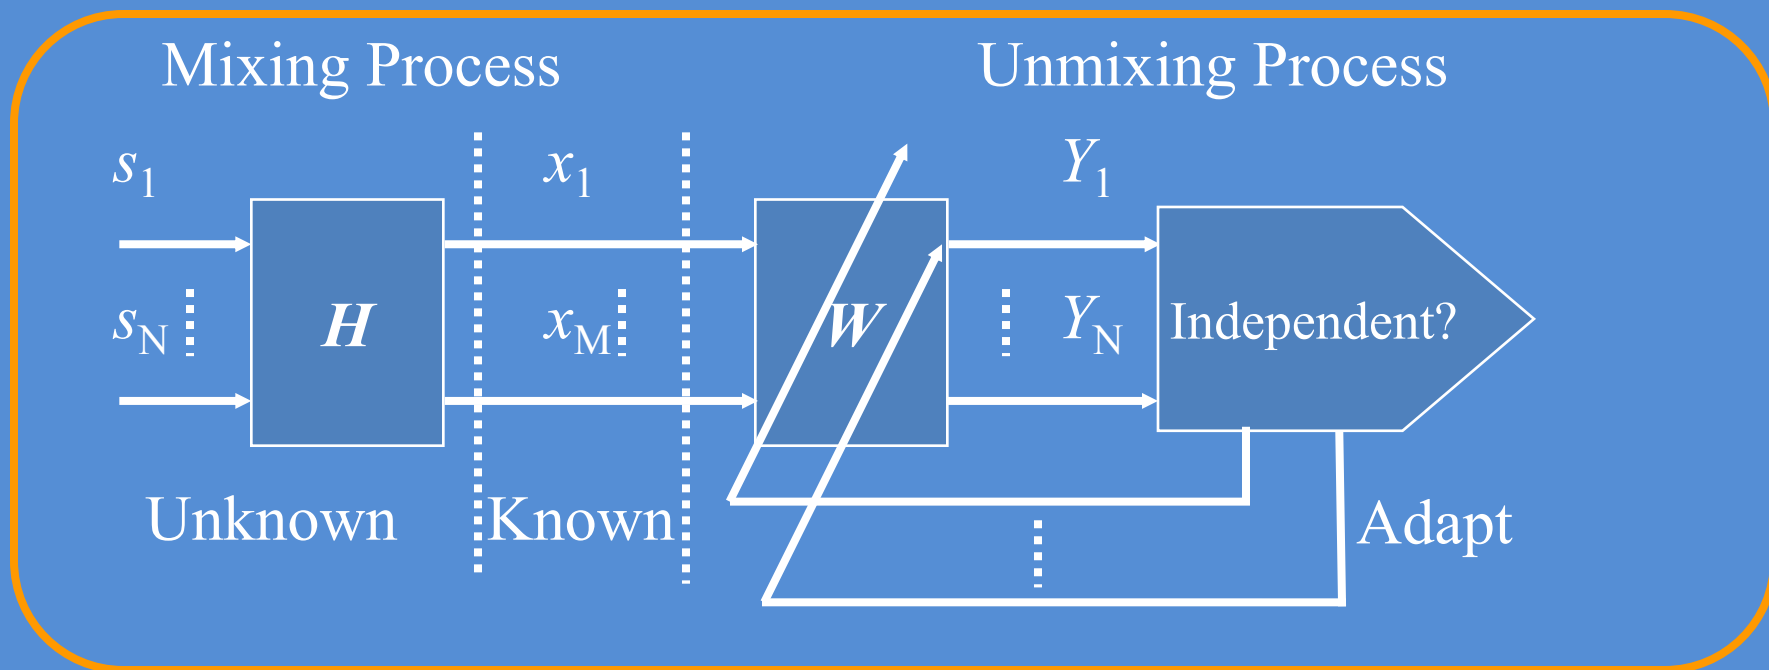 Mixing Process
Unmixing Process
s1
x1
Y1
sN
H
xM
W
YN
Independent?
Unknown
Known
Adapt